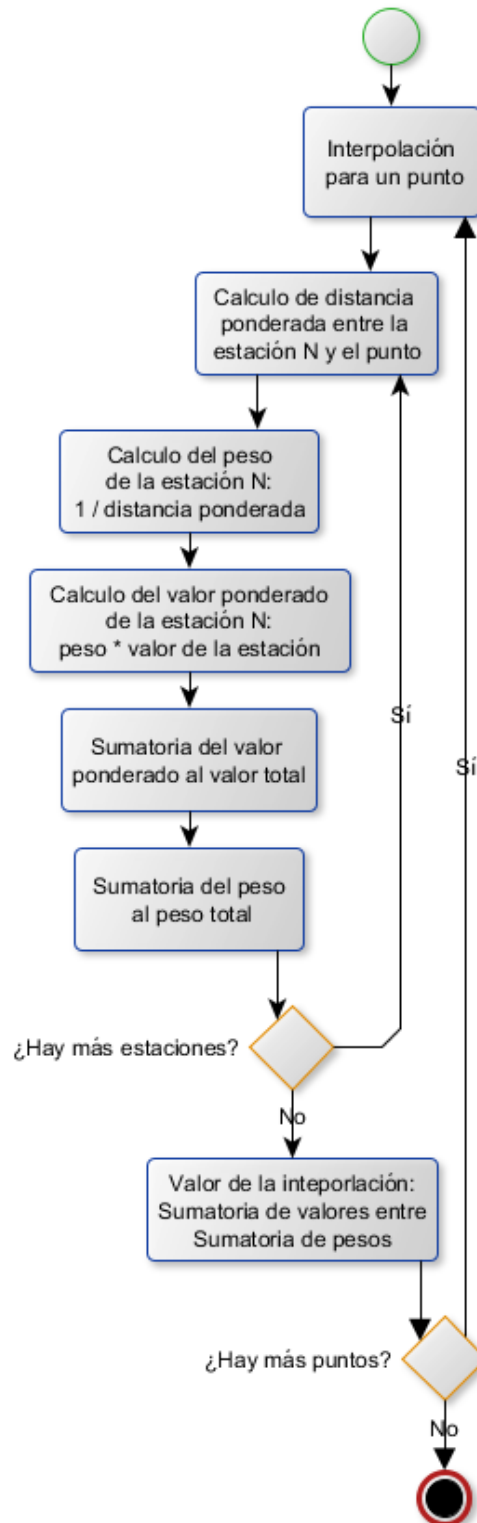 Interpolación
para un punto
Calculo de distancia
ponderada entre la
estación N y el punto
Calculo del peso
de la estación N:
1 / distancia ponderada
Calculo del valor ponderado
de la estación N:
peso * valor de la estación
Sumatoria del valor
ponderado al valor total
Sumatoria del peso
al peso total
¿Hay más estaciones?
Sí
No
Valor de la inteporlación:
Sumatoria de valores entre
Sumatoria de pesos
¿Hay más puntos?
Sí
No